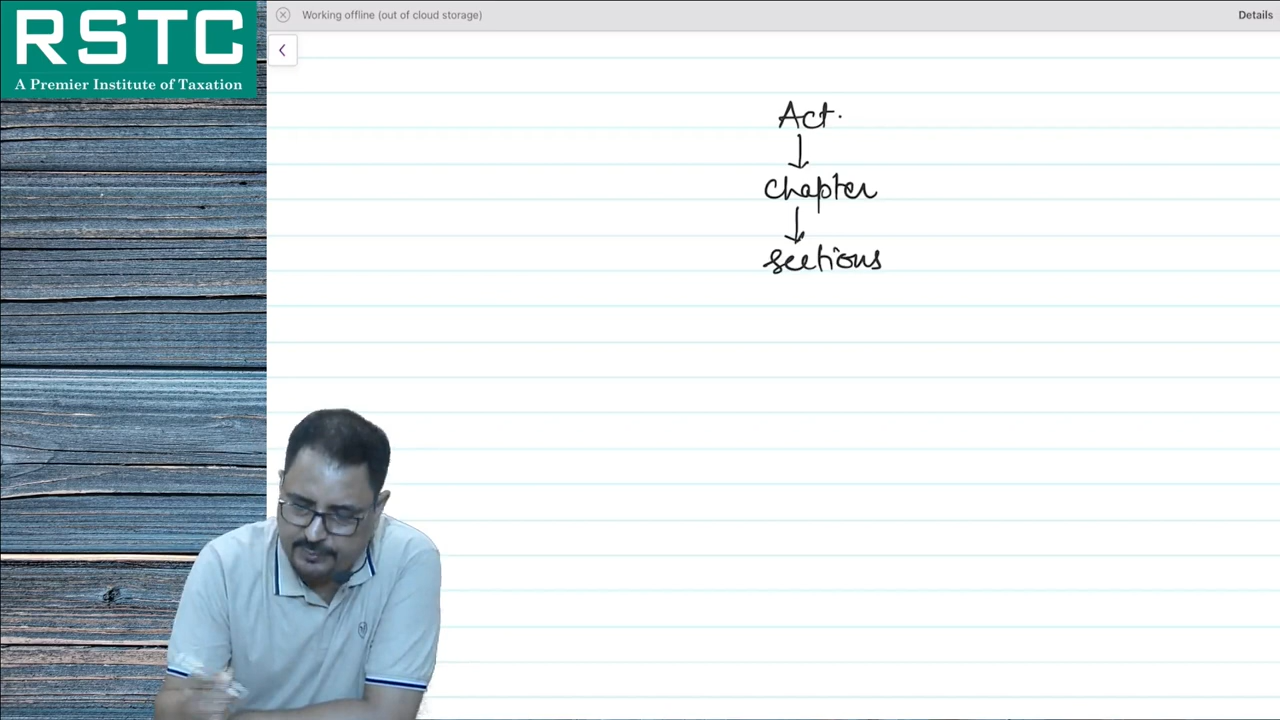 RSTC
A Premier Institute of Taxation
Working offline (out of cloud storage)
Details
Act.
chapter
sections